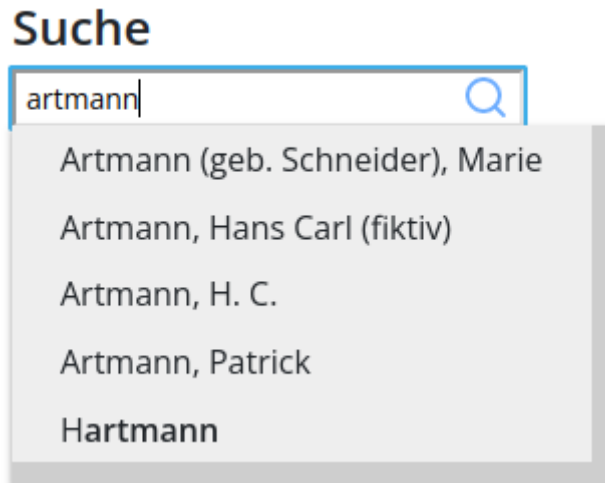 Suche
artmann
Artmann (geb. Schneider), Marie
Artmann, Hans Carl (fiktiv)
Artmann, H. C.
Artmann, Patrick
Hartmann